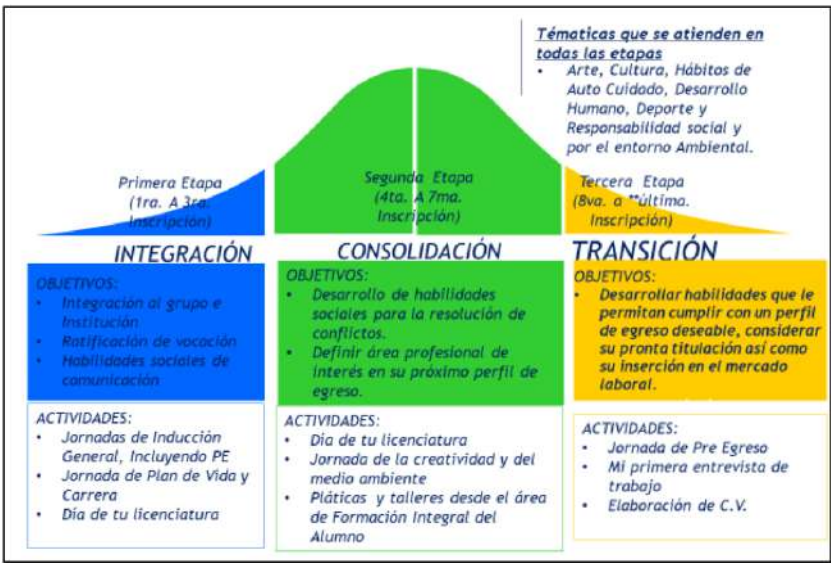 Tématicas que se atienden en
todas las etapas
• Arte, Cultura, Hábitos de
Auto Cuidado, Desarrollo
Humano, Deporte y
Responsabilidad social y
por el entorno Ambiental.
Primera Etapa
(1ra. A 3ra.
Inscripción)
Segunda Etapa
(4ta. A 7ma.
Inscripción)
Tercera Etapa
(8va. a **última.
Inscripción)
INTEGRACIÓN
OBJETIVOS:
• Integración al grupo e
Institución
• Ratificación de vocación
• Habilidades sociales de
comunicación
ACTIVIDADES:
• Jornadas de Inducción
General, Incluyendo PE
• Jornada de Plan de Vida y
Carrera
• Día de tu licenciatura
CONSOLIDACIÓN
OBJETIVOS:
• Desarrollo de habilidades
sociales para la resolución de
conflictos.
• Definir área profesional de
interés en su próximo perfil de
egreso.
ACTIVIDADES:
• Día de tu licenciatura
• Jornada de la creatividad y del
medio ambiente
• Pláticas y talleres desde el área
de Formación Integral del
Alumno
TRANSICIÓN
OBJETIVOS:
• Desarrollar habilidades que le
permitan cumplir con un perfil
de egreso deseable, considerar
su pronta titulación así como
su inserción en el mercado
laboral.
ACTIVIDADES:
• Jornada de Pre Egreso
• Mi primera entrevista de
trabajo
• Elaboración de C.V.